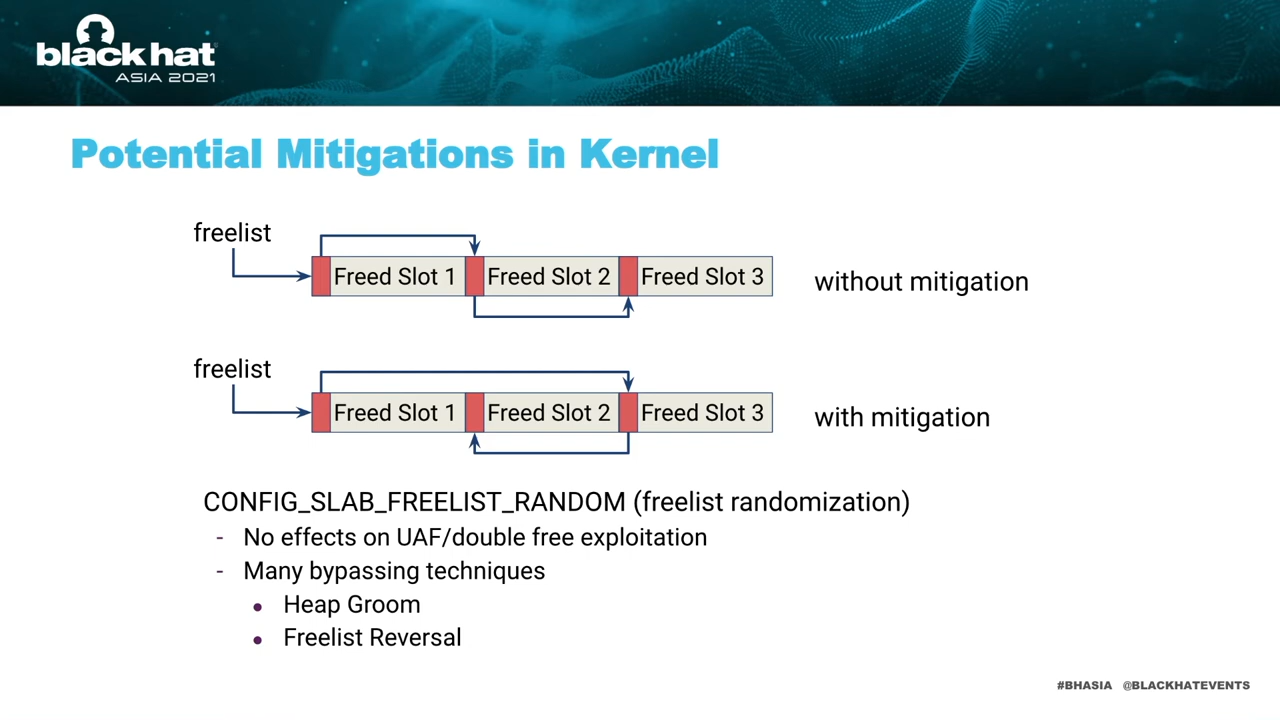 black hat
ASIA 2021
Potential Mitigations in Kernel
freelist
Freed Slot 1
Freed Slot 2
Freed Slot 3
without mitigation
freelist
Freed Slot 1
Freed Slot 2
Freed Slot 3
with mitigation
CONFIG_SLAB_FREELIST_RANDOM (freelist randomization)
- No effects on UAF/double free exploitation
- Many bypassing techniques
● Heap Groom
● Freelist Reversal
#BHASIA @BLACKHATEVENTS